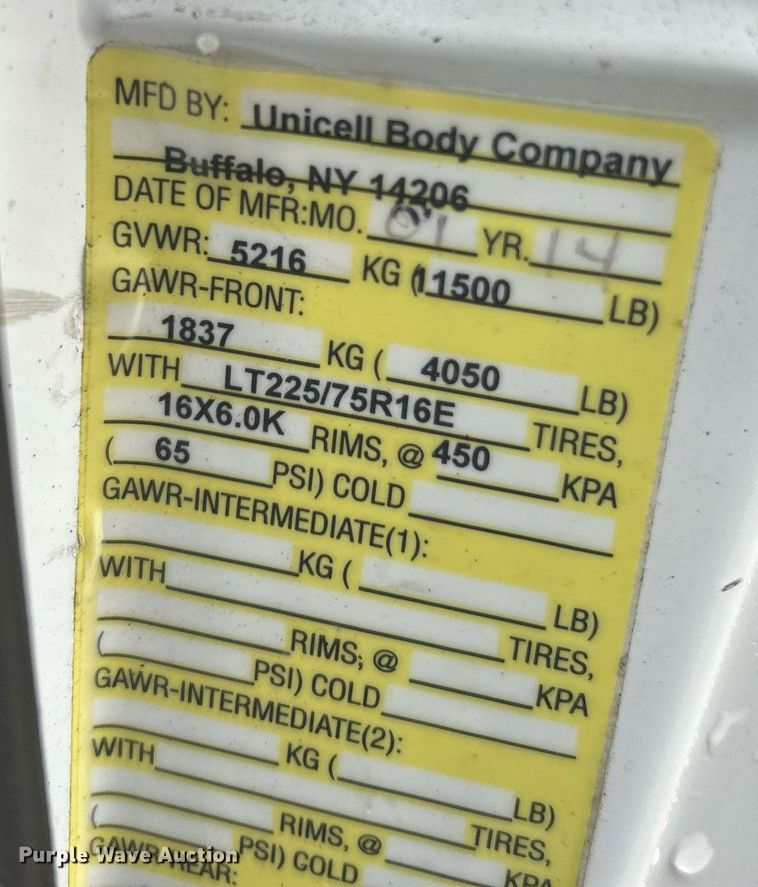 MFD BY: Unicell Body Company
Buffalo, NY 14206
DATE OF MFR:MO. 01 YR. 14
GVWR: 5216 KG (11500 LB)
GAWR-FRONT:
1837 KG ( 4050 LB)
WITH LT225/75R16E TIRES,
16X6.0K RIMS, @ 450 KPA
( 65 PSI) COLD
GAWR-INTERMEDIATE(1):
KG ( LB)
WITH TIRES,
RIMS, @ KPA
( PSI) COLD
GAWR-INTERMEDIATE(2):
KG ( LB)
WITH TIRES,
RIMS, @ KPA
( PSI) COLD
GAWR-REAR:
Purple Wave Auction